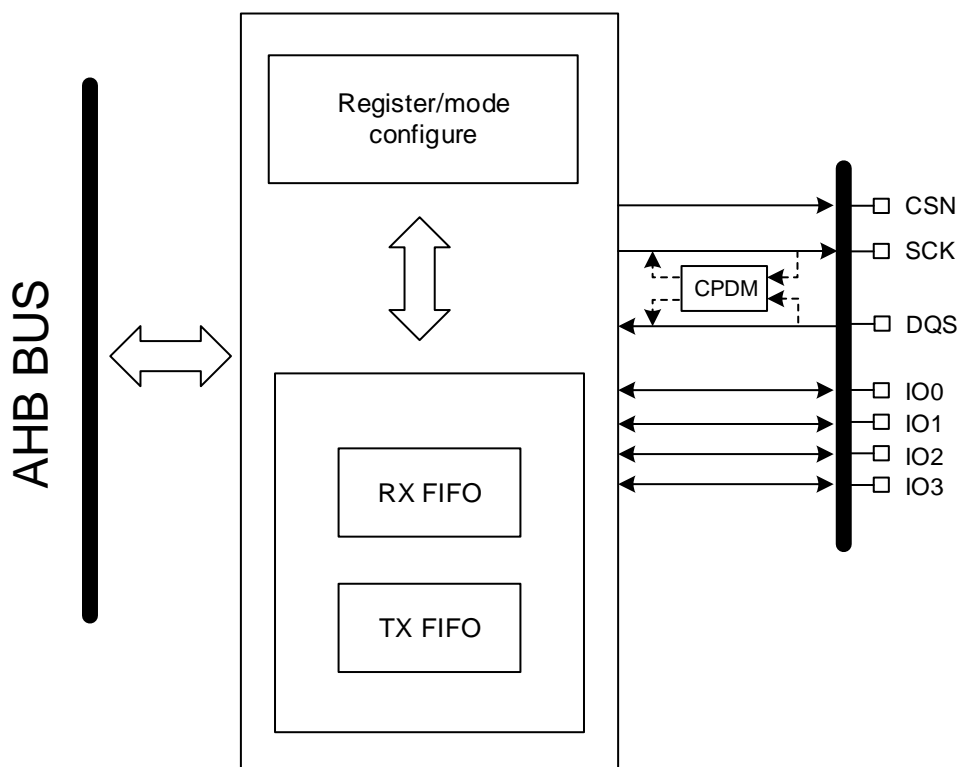 AHB BUS
Register/mode
configure
RX FIFO
TX FIFO
CPDM
CSN
SCK
DQS
IO0
IO1
IO2
IO3